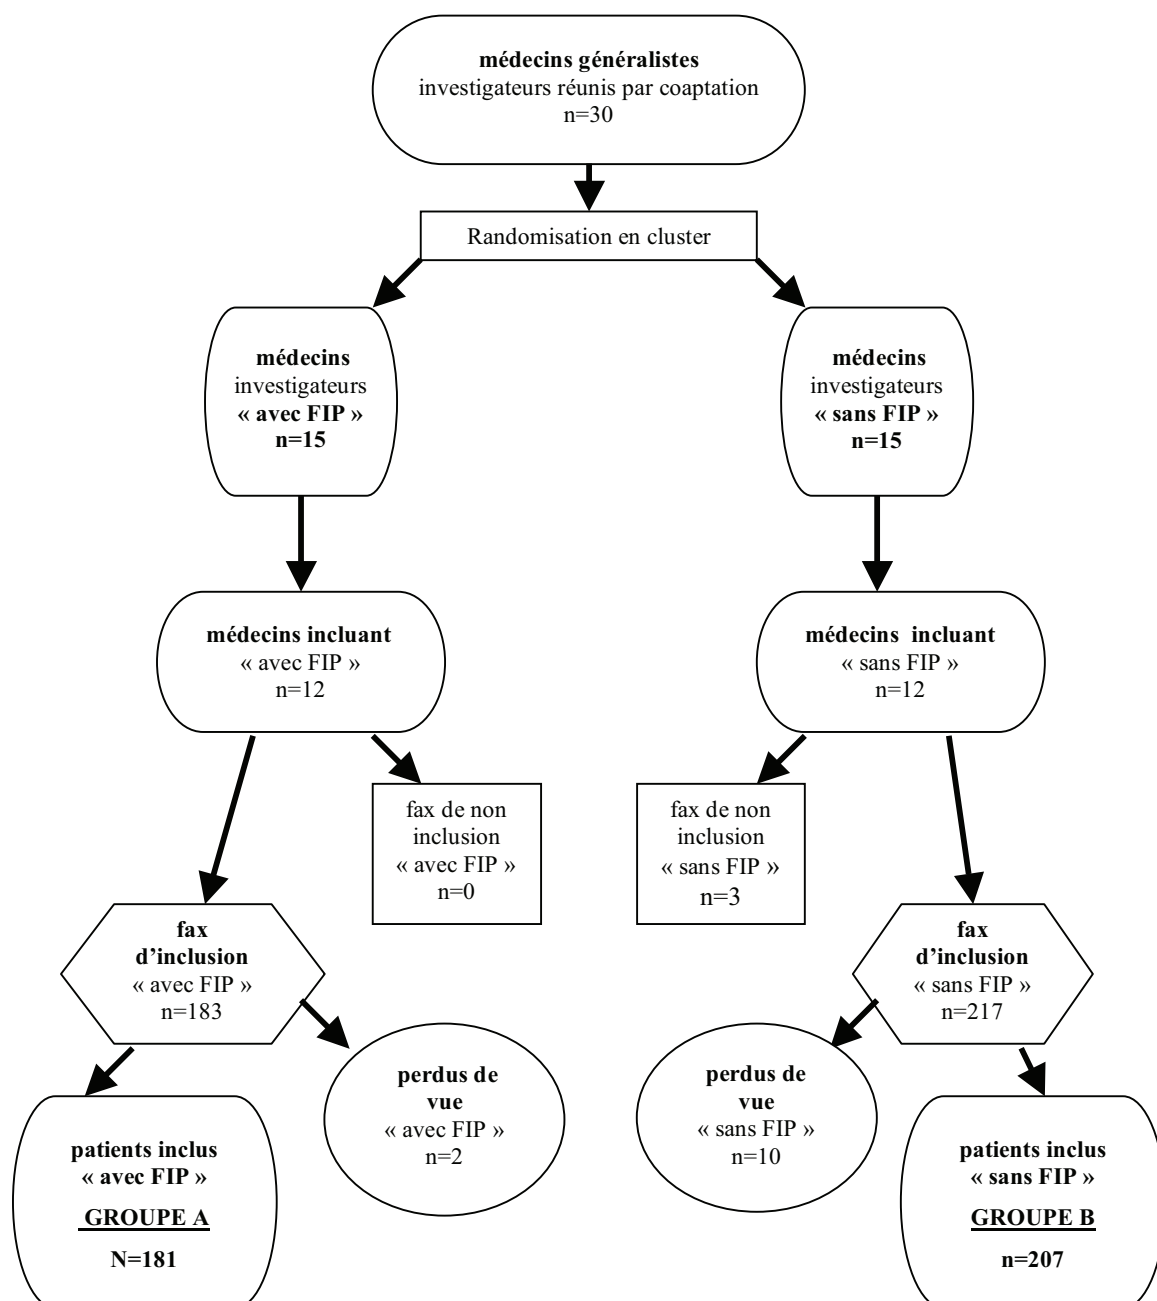 médecins généralistes
investigateurs réunis par coaptation
n=30
Randomisation en cluster
médecins
investigateurs
« avec FIP »
n=15
médecins
investigateurs
« sans FIP »
n=15
médecins incluant
« avec FIP »
n=12
médecins  incluant
« sans FIP »
n=12
fax de non
inclusion
« avec FIP »
n=0
fax de non
inclusion
« sans FIP »
n=3
fax
d’inclusion
« avec FIP »
n=183
fax
d’inclusion
« sans FIP »
n=217
perdus de
vue
« avec FIP »
n=2
perdus de
vue
« sans FIP »
n=10
patients inclus
« avec FIP »
GROUPE A
N=181
patients inclus
« sans FIP »
GROUPE B
n=207